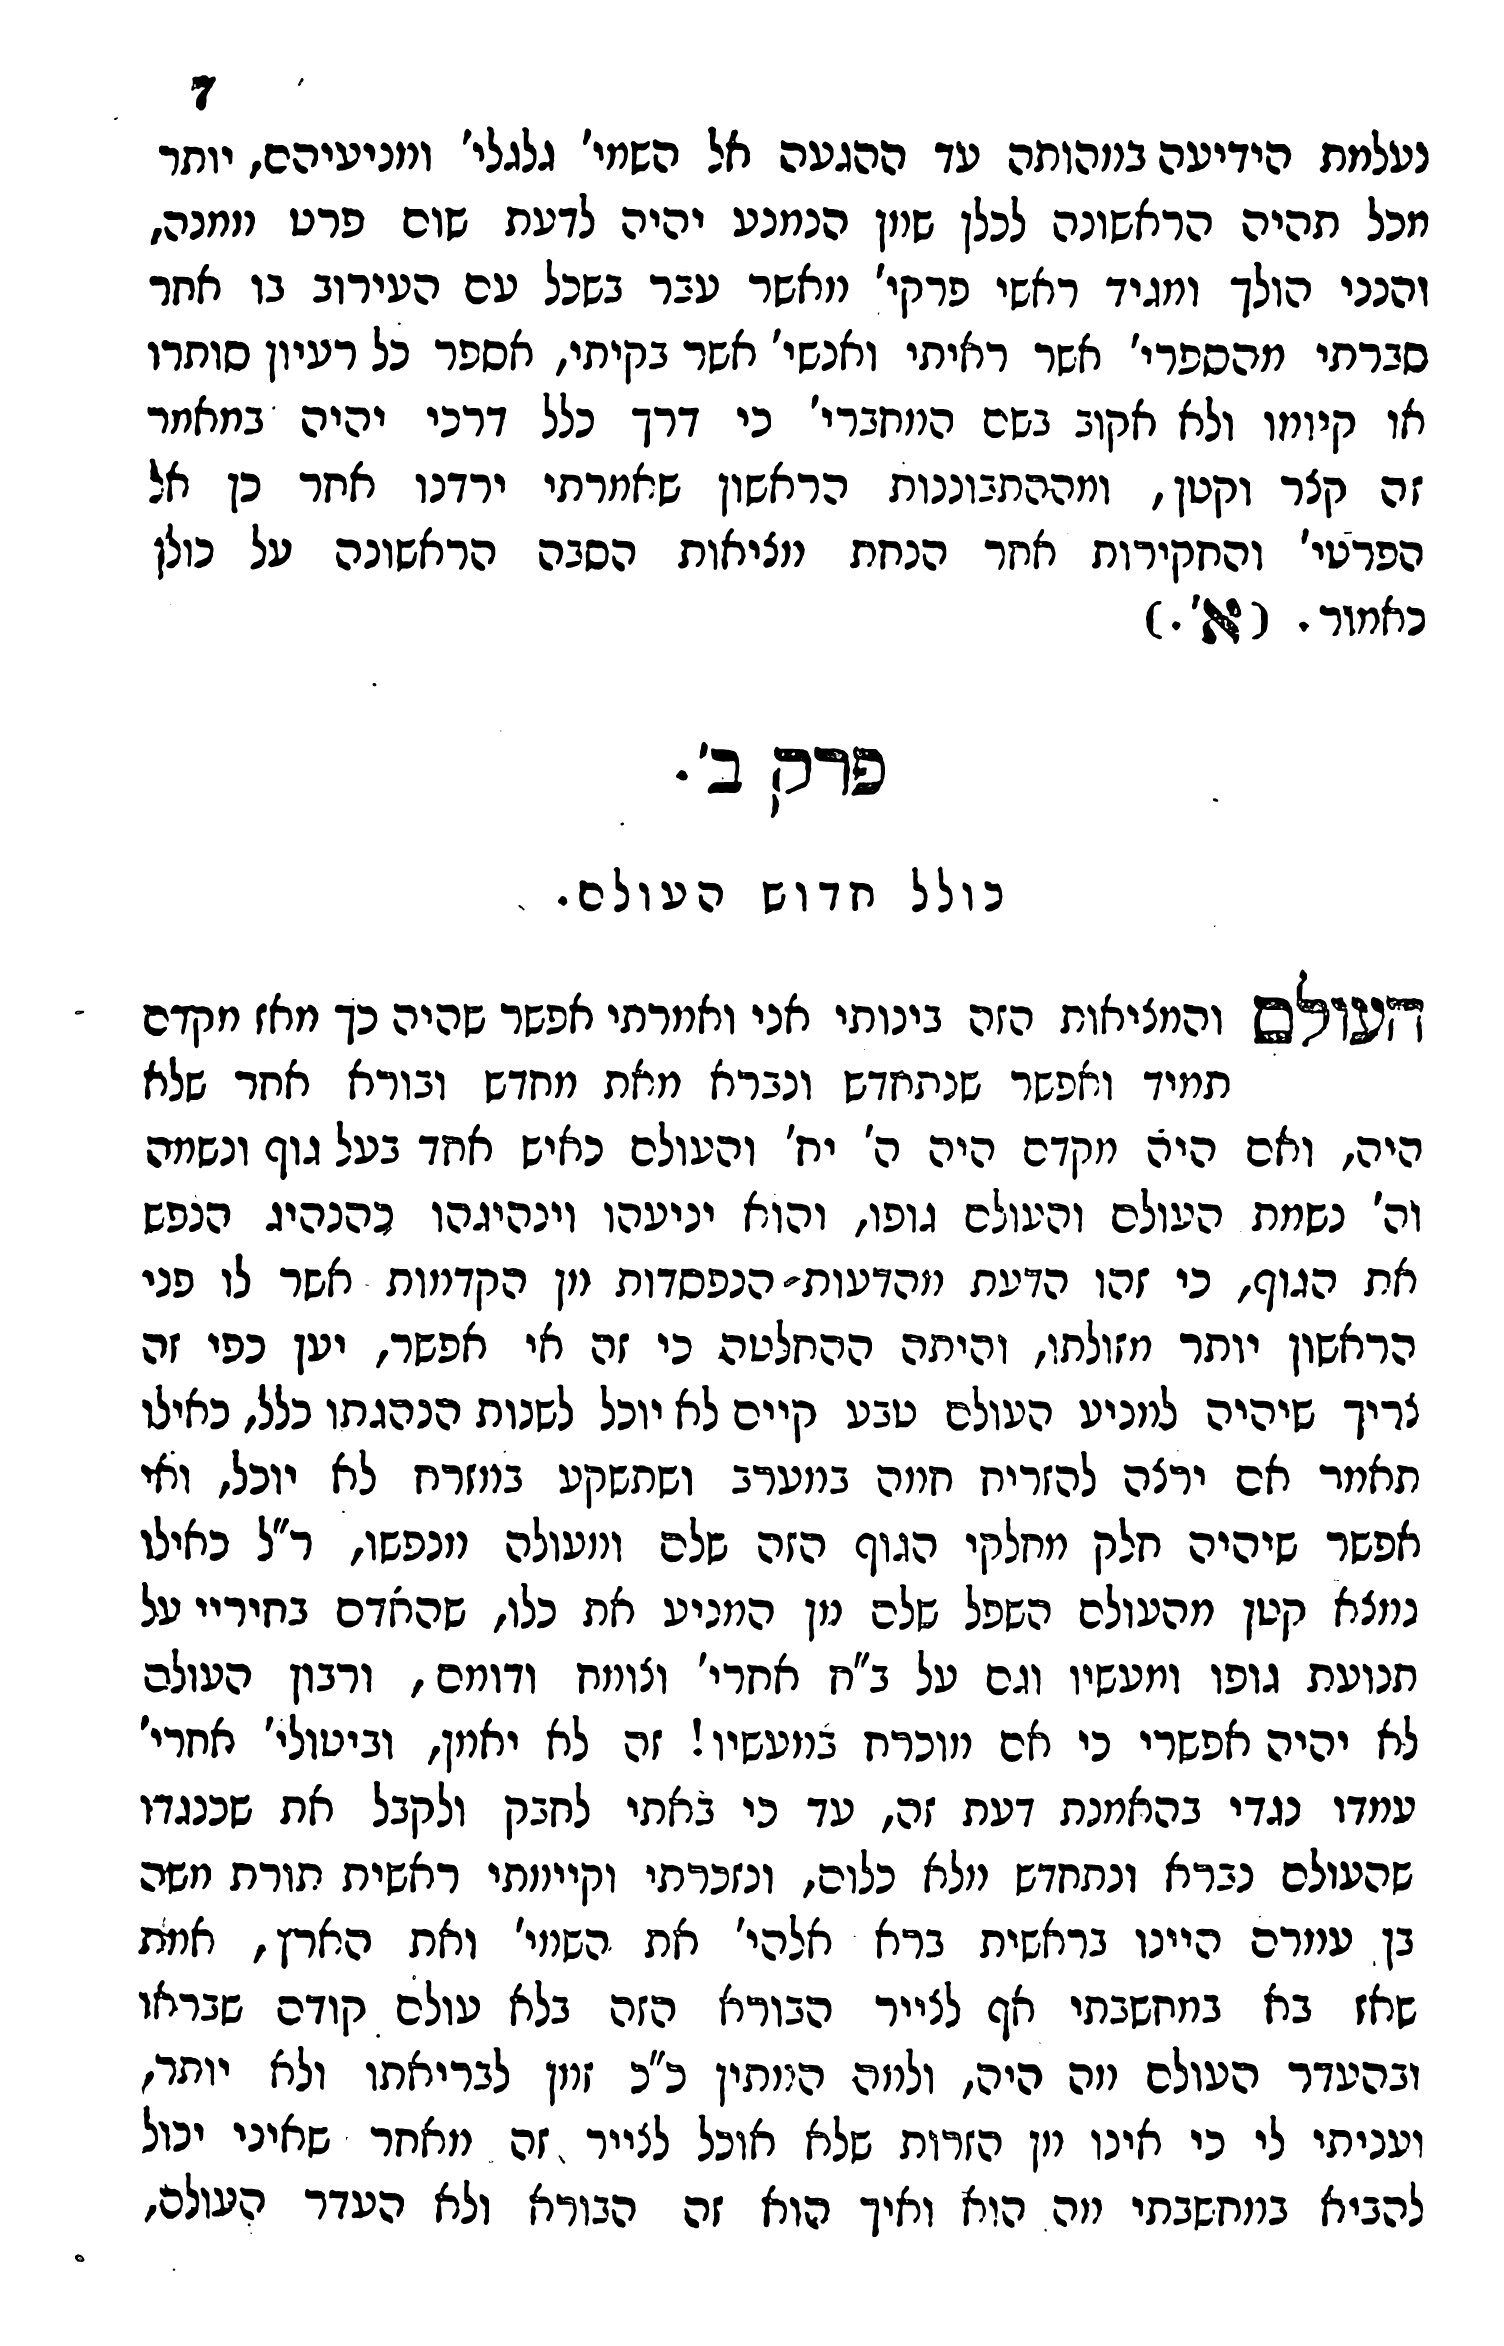 7
נעלמת הידיעה במהותה עד ההגעה אל השמי' גלגלי' ומניעיהם, יותר
מכל תהיה הראשונה לכלן שמן הנמנע יהיה לדעת שום פרט ממנה,
והנני הולך ומגיד ראשי פרקי' מאשר עבר בשכל עם העירוב בו אחר
סברתי מהספרי' אשר ראיתי ואנשי' אשר בקיתי, אספר כל רעיון סותרו
או קיומו ולא אקוב בשם המחברי' כי דרך כלל דרכי יהיה במאמר
זה קצר וקטן, ומההתבוננות הראשון שאמרתי ירדנו אחר כן אל
הפרטי' והחקירות אחר הנחת מציאות הסבה הראשונה על כולן
כאמור. (א'.)
פרק ב'.
כולל חדוש העולם.
העולם והמציאות הזה בינותי אני ואמרתי אפשר שהיה כך מאז מקדם
תמיד ואפשר שנתחדש ונברא מאת מחדש ובורא אחר שלא
היה, ואם היה מקדם היה ה' יח' והעולם כאיש אחד בעל גוף ונשמה
וה' נשמת העולם והעולם גופו, והוא יניעהו וינהיגהו בהנהיג הנפש
את הגוף, כי זהו הדעת מהדעות הנפסדות מן הקדמות אשר לו פני
הראשון יותר מזולתו, והיתה ההחלטה כי זה אי אפשר, יען כפי זה
צריך שיהיה למניע העולם טבע קיים לא יוכל לשנות הנהגתו כלל, כאילו
תאמר אם ירצה להזריח חמה במערב ושתשקע במזרח לא יוכל, ואי
אפשר שיהיה חלק מחלקי הגוף הזה שלם ומעולה מנפשו, ר"ל כאילו
נמצא קטן מהעולם השפל שלם מן המניע את כלו, שהאדם בחיריי על
תנועת גופו ומעשיו וגם על ב"ח אחרי' וצומח ודומם, ורבון העולם
לא יהיה אפשרי כי אם מוכרח במעשיו! זה לא יאמן, וביטולי' אחרי'
עמדו נגדי בהאמנת דעת זה, עד כי באתי לחבק ולקבל את שכנגדו
שהעולם נברא ונתחדש מלא כלום, ונזכרתי וקיימתי ראשית תורת משה
בן עמרם היינו בראשית ברא אלהי' את השמי' ואת הארץ, אמת
שאז בא במחשבתי אף לצייר הבורא הזה בלא עולם קודם שבראו
ובהעדר העולם מה היה, ולמה המתין כ"כ זמן לבריאתו ולא יותר,
ועניתי לי כי אינו מן הזרות שלא אוכל לצייר זה מאחר שאיני יכול
להביא במחשבתי מה הוא ואיך הוא זה הבורא ולא העדר העולם,